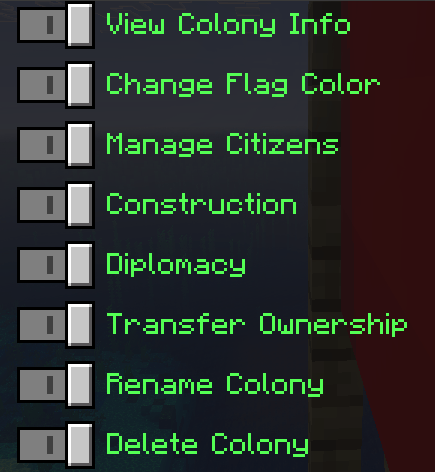 View Colony Info
Change Flag Color
Manage Citizens
Construction
Diplomacy
Transfer Ownership
Rename Colony
Delete Colony